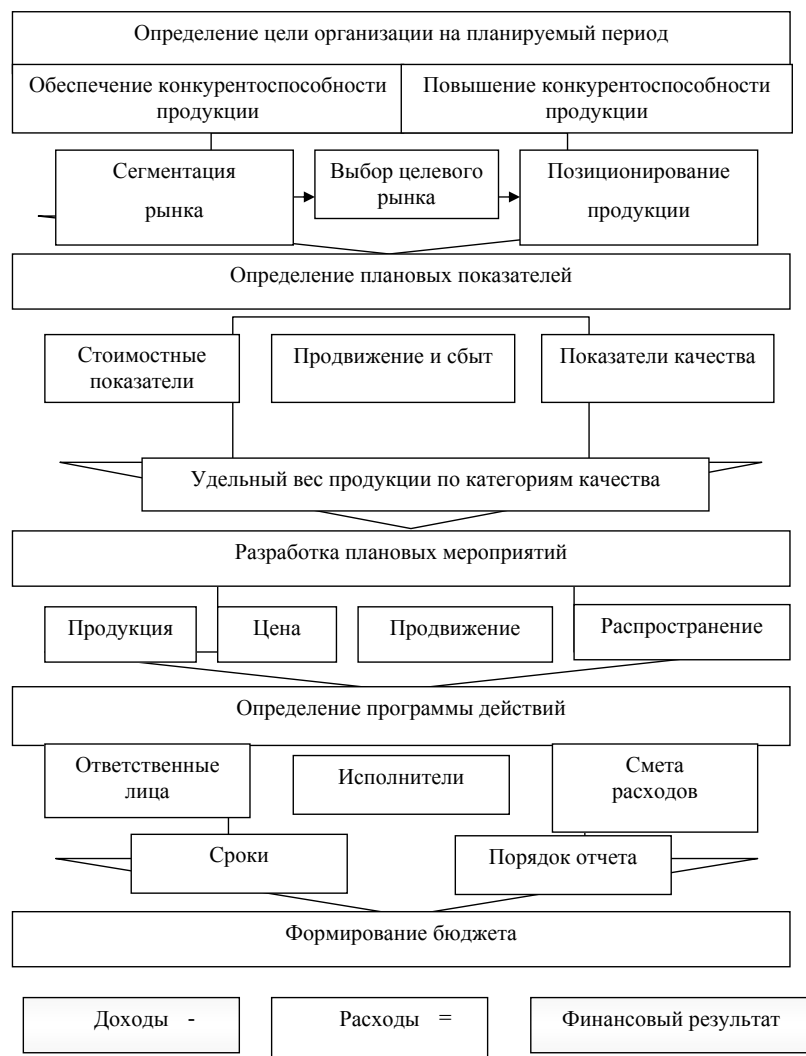 Определение цели организации на планируемый период
Обеспечение конкурентоспособности
продукции
Повышение конкурентоспособности
продукции
Сегментация
рынка
Выбор целевого
рынка
Позиционирование
продукции
Определение плановых показателей
Стоимостные
показатели
Продвижение и сбыт
Показатели качества
Удельный вес продукции по категориям качества
Разработка плановых мероприятий
Продукция
Цена
Продвижение
Распространение
Определение программы действий
Ответственные
лица
Исполнители
Смета
расходов
Сроки
Порядок отчета
Формирование бюджета
Доходы -
Расходы =
Финансовый результат